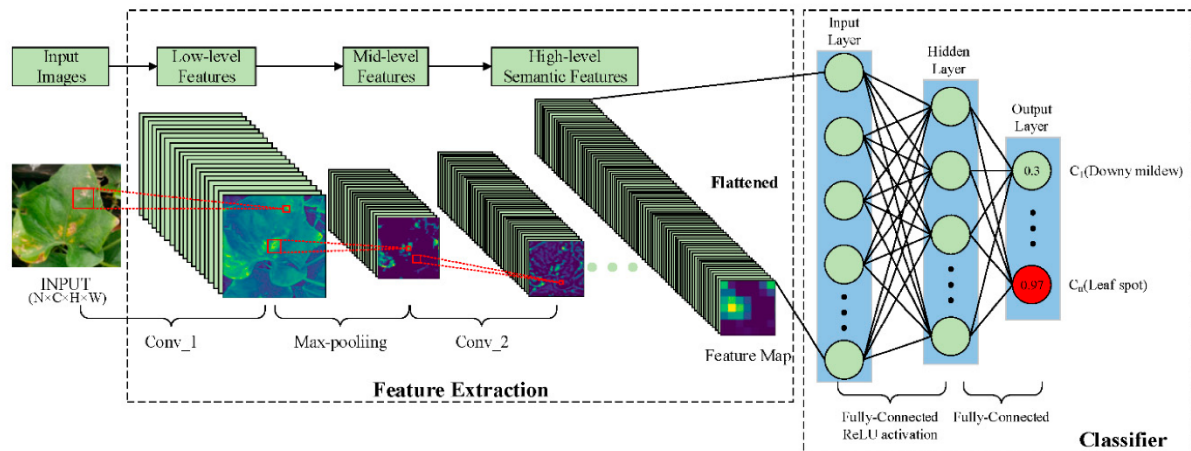 Input
Images
Low-level
Features
Mid-level
Features
High-level
Semantic Features
INPUT
(N×C×H×W)
Conv_1
Max-pooliing
Conv_2
Feature Map
Flattened
Feature Extraction
Input
Layer
Hidden
Layer
Output
Layer
0.3
C1(Downy mildew)
0.97
Cn(Leaf spot)
Fully-Connected
ReLU activation
Fully-Connected
Classifier